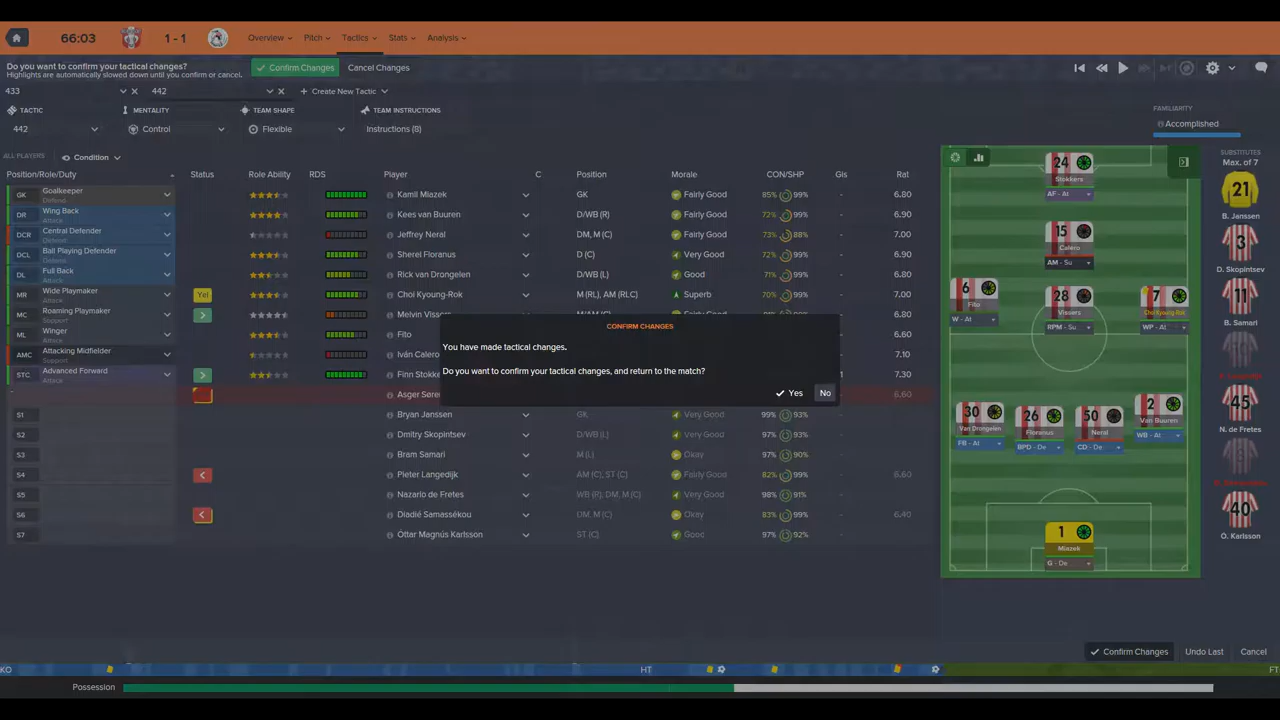 66:03 1 - 1 Overview Pitch Tactics Stats Analysis
Do you want to confirm your tactical changes?
Highlights are automatically slowed down until you confirm or cancel.
Confirm Changes Cancel Changes
433 442 Create New Tactic
TACTIC MENTALITY TEAM SHAPE TEAM INSTRUCTIONS FAMILIARITY
442 Control Flexible Instructions (8) Accomplished
ALL PLAYERS Condition
Position/Role/Duty Status Role Ability RDS Player C Position Morale CON/SHP Gls Rat
GK Goalkeeper Defend Kamil Miazek GK Fairly Good 85% 99% - 6.80
DR Wing Back Attack Kees van Buuren D/WB (R) Fairly Good 72% 99% - 6.90
DCR Central Defender Defend Jeffrey Neral DM, M (C) Fairly Good 73% 88% - 7.00
DCL Ball Playing Defender Defend Sherel Floranus D (C) Very Good 72% 99% - 6.90
DL Full Back Attack Rick van Drongelen D/WB (L) Good 71% 99% - 6.90
MR Wide Playmaker Attack Yel Choi Kyoung-Rok M (RL), AM (RLC) Superb 70% 99% - 7.00
MC Roaming Playmaker Support Melvin Vissers
ML Winger Attack Fito 6.60
AMC Attacking Midfielder Support Iván Calero 7.10
STC Advanced Forward Attack Finn Stokke 1 7.30
- Asger Søre 6.60
S1 Bryan Janssen GK Very Good 99% 93% -
S2 Dmitry Skopintsev D/WB (L) Very Good 97% 93% -
S3 Bram Samari M (L) Okay 97% 90% -
S4 Pieter Langedijk AM (C), ST (C) Fairly Good 82% 99% - 6.60
S5 Nazario de Fretes WB (R), DM, M (C) Very Good 98% 91% -
S6 Diadié Samassékou DM, M (C) Okay 83% 99% - 6.40
S7 Óttar Magnús Karlsson ST (C) Good 97% 92% -
CONFIRM CHANGES
You have made tactical changes.
Do you want to confirm your tactical changes, and return to the match?
Yes No
24
Stokkers
AF - At
15
Calero
AM - Su
6 28 7
Fito Vissers Choi Kyoung-Rok
W - At RPM - Su WP - At
30 26 50 2
Van Drongelen Floranus Neral Van Buuren
FB - At BPD - De CD - De WB - At
1
Miazek
G - De
SUBSTITUTES
Max. of 7
21
B. Janssen
3
D. Skopintsev
11
B. Samari
45
N. de Fretes
40
O. Karlsson
Confirm Changes Undo Last Cancel
KO HT FT
Possession